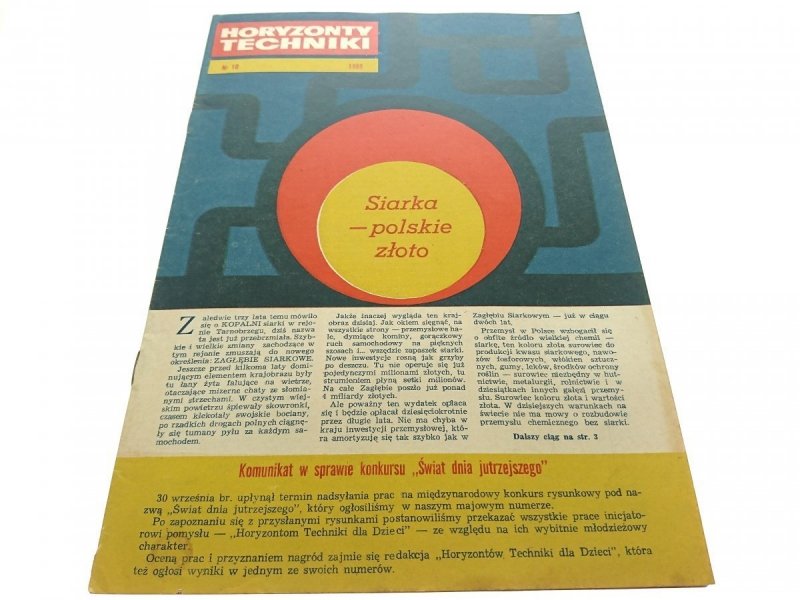 HORYZONTY
TECHNIKI
Nr 10
Siarka
— polskie
złoto
Zaledwie trzy lata temu mówiło
się o KOPALNI siarki w rejo-
nie Tarnobrzegu, dziś nazwa
ta jest już przebrzmiała. Szyb-
kie i wielkie zmiany zachodzące w
tym rejonie zmuszają do nowego
określenia: ZAGŁĘBIE SIARKOWE.
Jeszcze przed kilkoma laty domi-
nującym elementem krajobrazu były
tu łany żyta falujące na wietrze,
otaczające mizerne chaty ze słomia-
nymi strzechami. W czystym wiej-
skim powietrzu śpiewały skowronki,
czasem klekotały swojskie bociany,
po rzadkich drogach polnych ciągnę-
ły się tumany pyłu za każdym sa-
mochodem.
Jakże inaczej wygląda ten kraj-
obraz dzisiaj. Jak okiem sięgnąć, na
wszystkie strony — przemysłowe ha-
le, dymiące kominy, gorączkowy
ruch samochodowy na pięknych
szosach i... wszędzie zapaszek siarki.
Nowe inwestycje rosną jak grzyby
po deszczu. Tu nie operuje się już
pojedynczymi milionami złotych, tu
strumieniem płyną setki milionów.
Na całe Zagłębie poszło już ponad
4 miliardy złotych.
Ale poważny ten wydatek opłaca
się i będzie opłacał dziesięciokrotnie
przez długie lata. Nie ma chyba w
kraju inwestycji przemysłowej, któ-
ra amortyzuje się tak szybko jak w
Zagłębiu Siarkowym — już w ciągu
dwóch lat.
Przemysł w Polsce wzbogacił się
o obfite źródło wielkiej chemii —
siarkę, ten koloru złota surowiec do
produkcji kwasu siarkowego, nawo-
zów fosforowych, włókien sztucz-
nych, gumy, leków, środków ochrony
roślin — surowiec niezbędny w hut-
nictwie, metalurgii, rolnictwie i w
dziesiątkach innych gałęzi przemy-
słu. Surowiec koloru złota i wartości
złota. W dzisiejszych warunkach na
świecie nie ma mowy o rozbudowie
przemysłu chemicznego bez siarki.
Dalszy ciąg na str. 3
Komunikat w sprawie konkursu „Świat dnia jutrzejszego"
30 września br. upłynął termin nadsyłania prac na międzynarodowy konkurs rysunkowy pod na-
zwą „Świat dnia jutrzejszego", który ogłosiliśmy w naszym majowym numerze.
Po zapoznaniu się z przysłanymi rysunkami postanowiliśmy przekazać wszystkie prace inicjato-
rowi pomysłu — „Horyzontom Techniki dla Dzieci" — ze względu na ich wybitnie młodzieżowy
charakter.
Oceną prac i przyznaniem nagród zajmie się redakcja „Horyzontów Techniki dla Dzieci", która
też ogłosi wyniki w jednym ze swoich numerów.